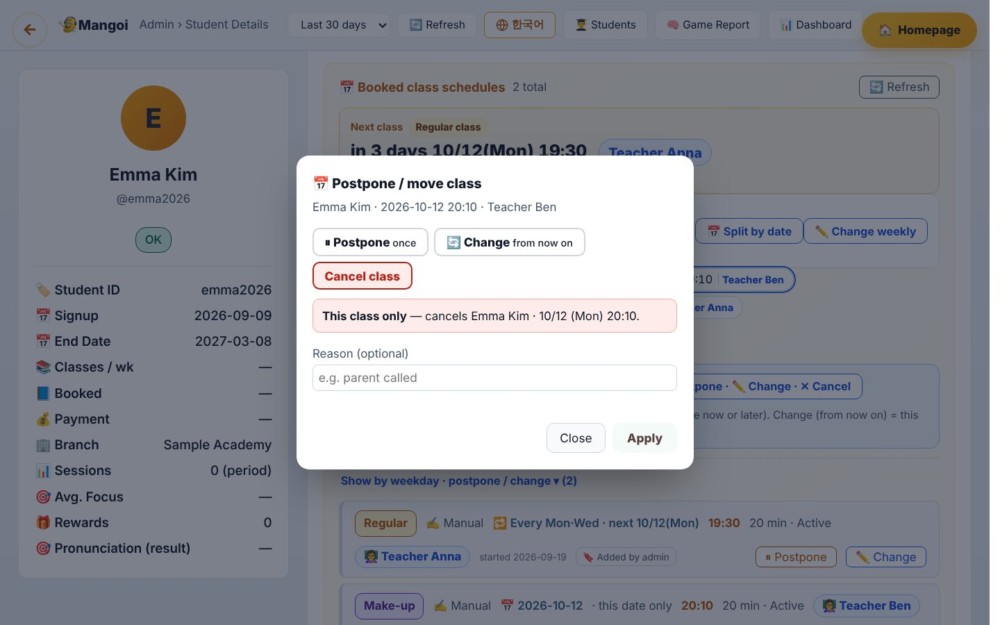 Mangoi Admin › Student Details Last 30 days Refresh 한국어 Students Game Report Dashboard Homepage
E
Emma Kim
@emma2026
OK
Student ID emma2026
Signup 2026-09-09
End Date 2027-03-08
Classes / wk —
Booked —
Payment —
Branch Sample Academy
Sessions 0 (period)
Avg. Focus —
Rewards 0
Pronunciation (result) —
Booked class schedules 2 total Refresh
Next class Regular class
in 3 days 10/12(Mon) 19:30 Teacher Anna
Split by date Change weekly
:10 Teacher Ben
er Anna
pone · Change · ✕ Cancel
e now or later). Change (from now on) = this
Postpone / move class
Emma Kim · 2026-10-12 20:10 · Teacher Ben
Postpone once Change from now on
Cancel class
This class only — cancels Emma Kim · 10/12 (Mon) 20:10.
Reason (optional)
e.g. parent called
Close Apply
Show by weekday · postpone / change ▾ (2)
Regular Manual Every Mon·Wed · next 10/12(Mon) 19:30 20 min · Active
Teacher Anna started 2026-09-19 Added by admin Postpone Change
Make-up Manual 2026-10-12 · this date only 20:10 20 min · Active Teacher Ben